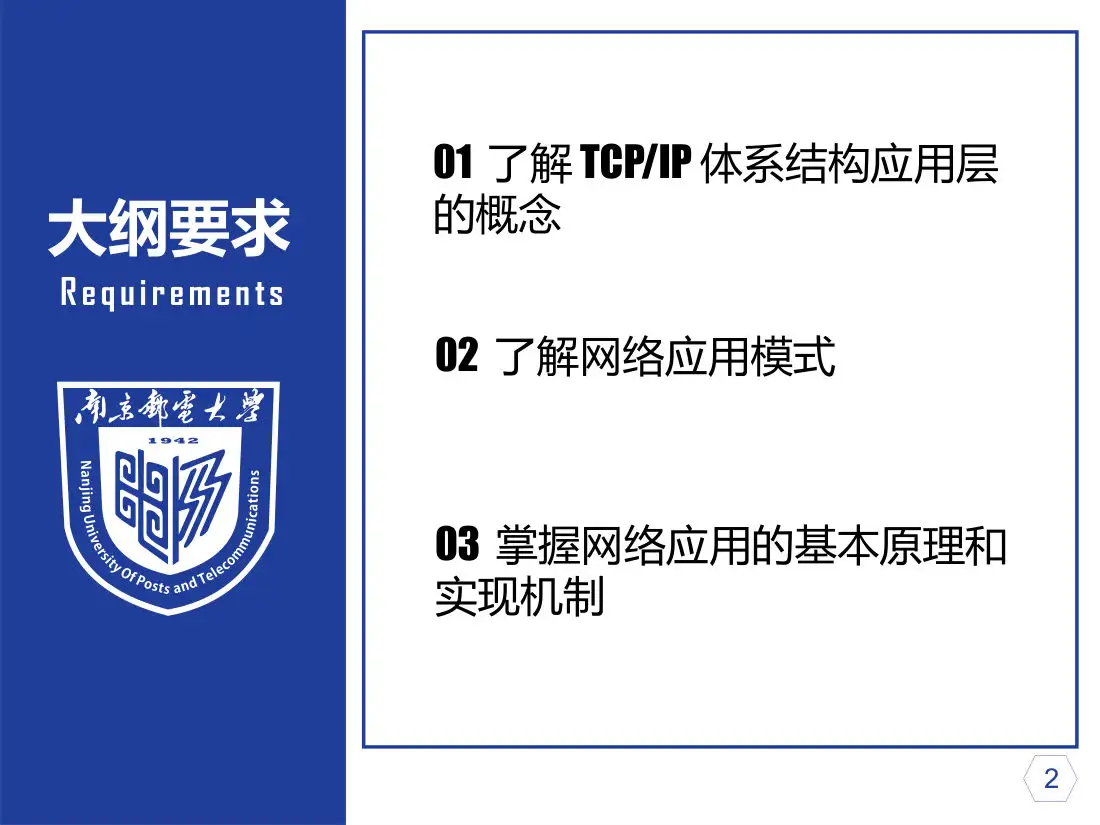 大纲要求
Requirements
南京邮电大学
1942
Nanjing University Of Posts and Telecommunications
01 了解 TCP/IP 体系结构应用层
的概念
02 了解网络应用模式
03 掌握网络应用的基本原理和
实现机制
2